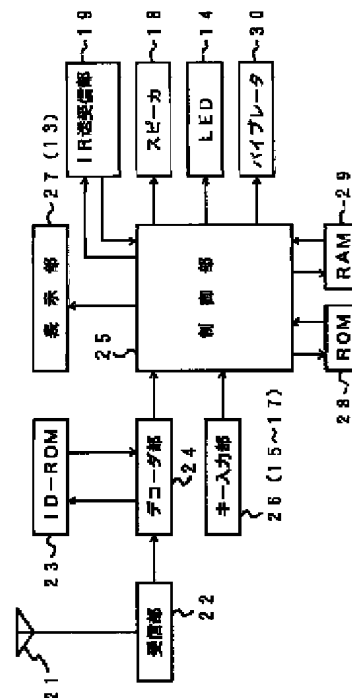 21
受信部
22
ID-ROM
23
デコーダ部
24
キー入力部
26(15~17)
表示部
27(13)
25
制御部
IR送受信部
19
スピーカ
18
LED
14
バイブレータ
30
ROM
28
RAM
29